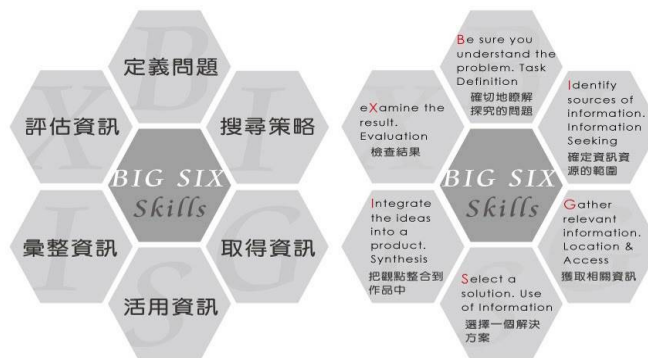 定義問題
搜尋策略
取得資訊
活用資訊
彙整資訊
評估資訊
BIG SIX
Skills
B
I
G
S
I
X
Be sure you
understand the
problem. Task
Definition
確切地瞭解
探究的問題
Identify
sources of
information.
Information
Seeking
確定資訊資
源的範圍
Gather
relevant
information.
Location &
Access
獲取相關資訊
Select a
solution. Use
of information
選擇一個解決
方案
Integrate
the ideas
into a
product.
Synthesis
把觀點整合到
作品中
eXamine the
result.
Evaluation
檢查結果
BIG SIX
Skills
B
I
G
S
I
X